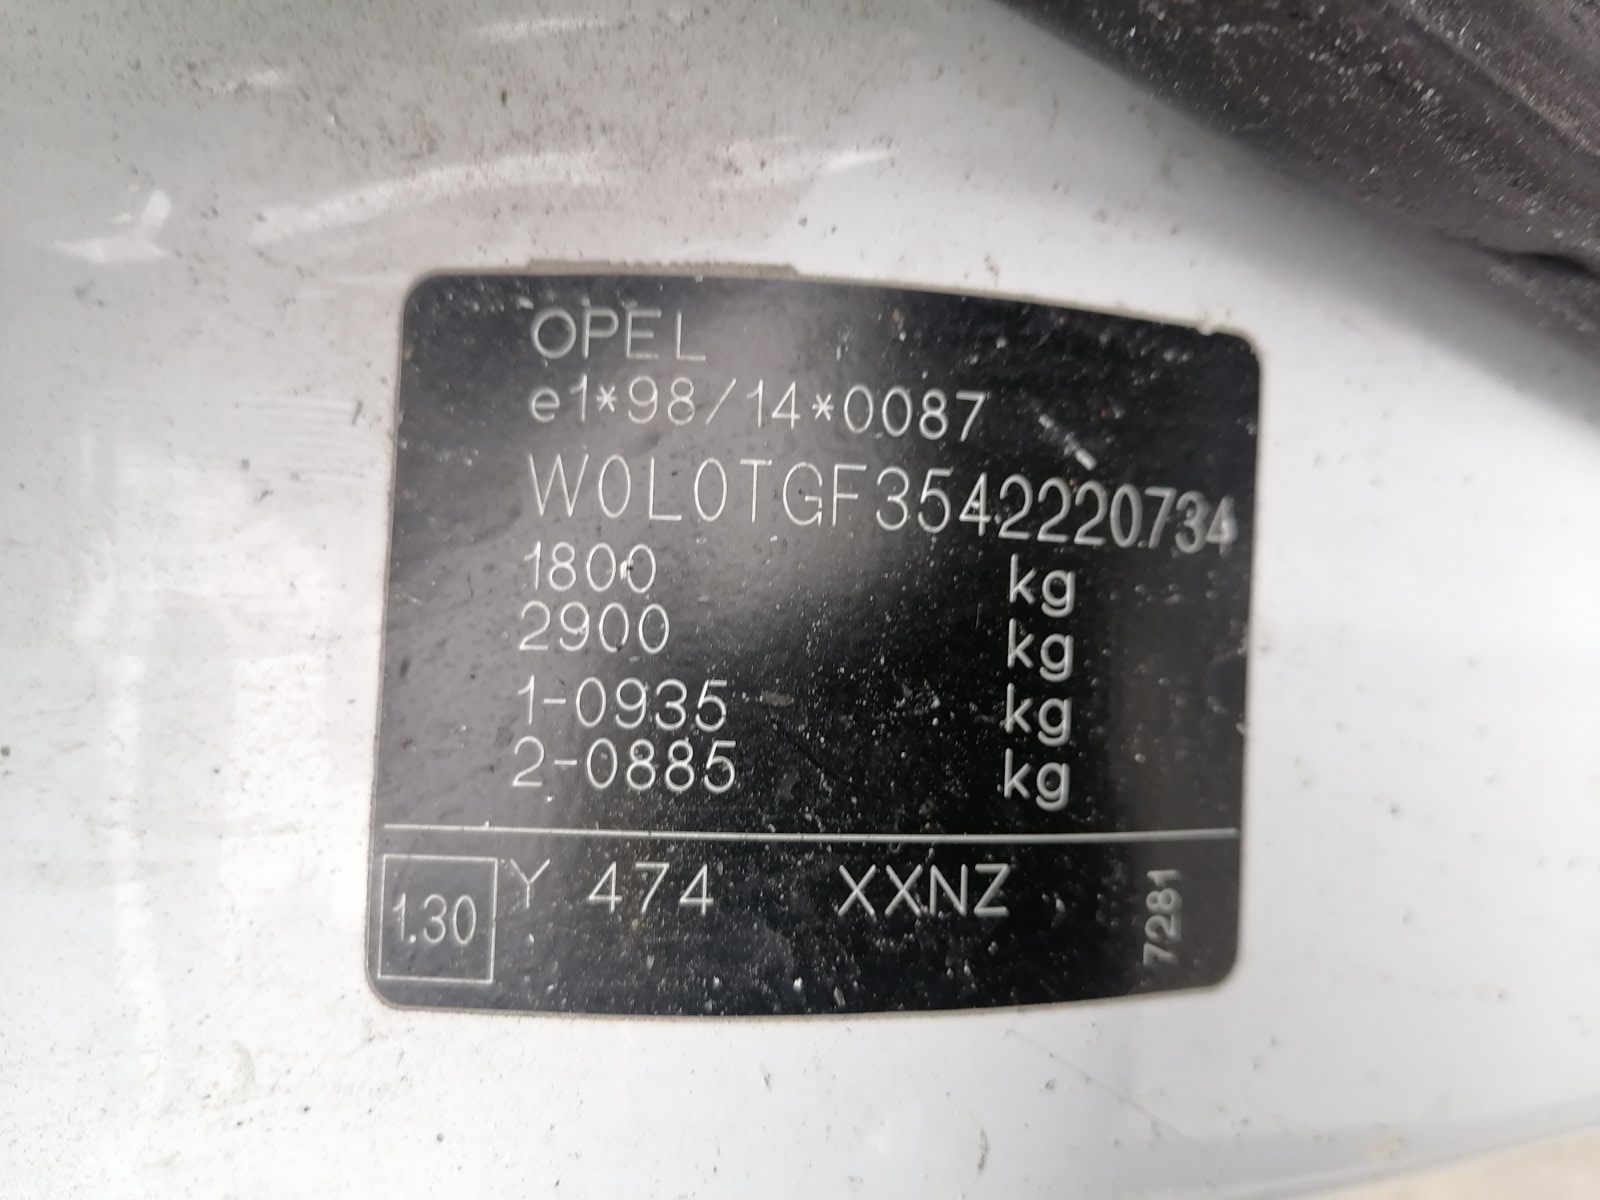 OPEL
e1*98/14*0087
W0L0TGF3542220734
1800 kg
2900 kg
1-0935 kg
2-0885 kg
1.30 Y 474 XXNZ 7281